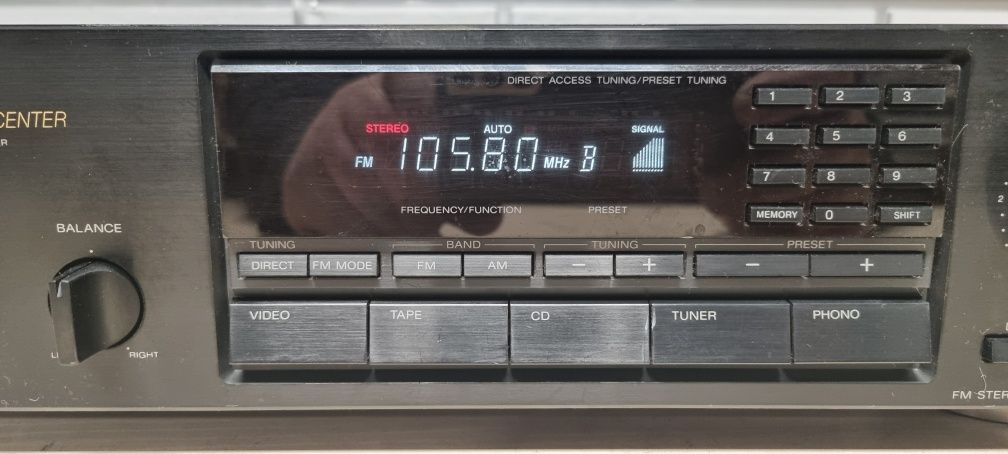 DIRECT ACCESS TUNING/PRESET TUNING
1 2 3
CENTER
STEREO AUTO SIGNAL
4 5 6
FM 105.80 MHz B
7 8 9
FREQUENCY/FUNCTION PRESET
MEMORY 0 SHIFT
BALANCE
TUNING BAND TUNING PRESET
DIRECT FM MODE FM AM − + − +
VIDEO TAPE CD TUNER PHONO
RIGHT
FM STER